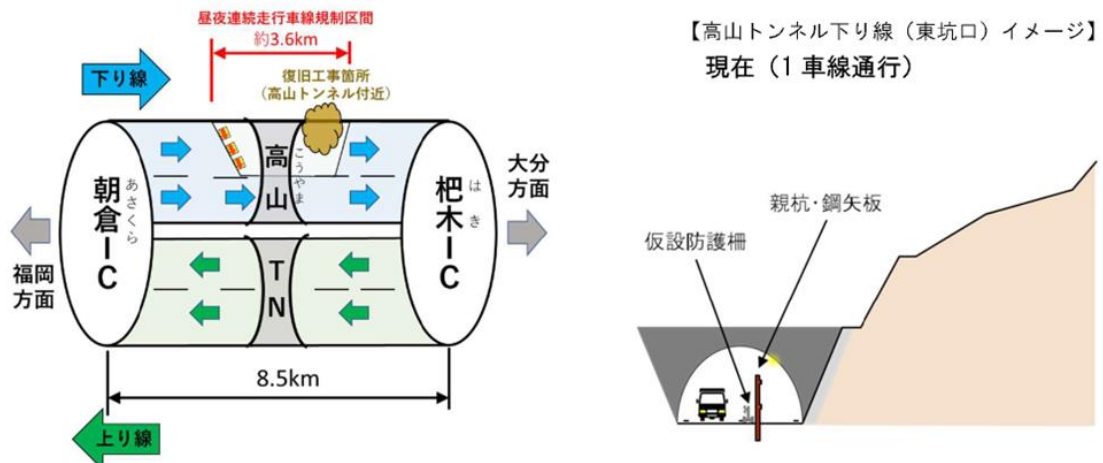 昼夜連続走行車線規制区間
約3.6km
下り線
復旧工事箇所
(高山トンネル付近)
朝倉IC
あさくら
高山TN
こうやま
杷木IC
はき
大分
方面
福岡
方面
8.5km
上り線
【高山トンネル下り線（東坑口）イメージ】
現在（1車線通行）
親杭・鋼矢板
仮設防護柵